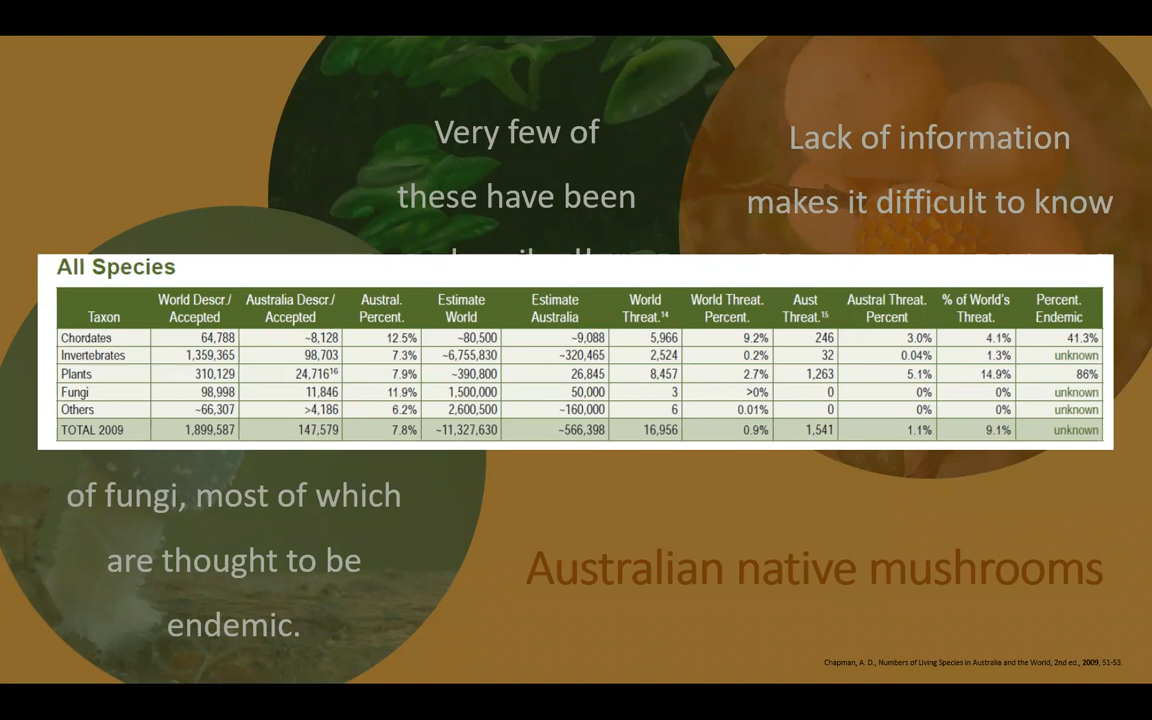 Very few of
these have been
Lack of information
makes it difficult to know
All Species
Taxon World Descr./ Accepted Australia Descr./ Accepted Austral. Percent. Estimate World Estimate Australia World Threat.¹⁴ World Threat. Percent. Aust Threat.¹⁵ Austral Threat. Percent % of World's Threat. Percent. Endemic
Chordates 64,788 ~8,128 12.5% ~80,500 ~9,088 5,966 9.2% 246 3.0% 4.1% 41.3%
Invertebrates 1,359,365 98,703 7.3% ~6,755,830 ~320,465 2,524 0.2% 32 0.04% 1.3% unknown
Plants 310,129 24,716¹⁶ 7.9% ~390,800 26,845 8,457 2.7% 1,263 5.1% 14.9% 86%
Fungi 98,998 11,846 11.9% 1,500,000 50,000 3 >0% 0 0% 0% unknown
Others ~66,307 >4,186 6.2% 2,600,500 ~160,000 6 0.01% 0 0% 0% unknown
TOTAL 2009 1,899,587 147,579 7.8% ~11,327,630 ~566,398 16,956 0.9% 1,541 1.1% 9.1% unknown
of fungi, most of which
are thought to be
endemic.
Australian native mushrooms
Chapman, A. D., Numbers of Living Species in Australia and the World, 2nd ed., 2009, 51-53.